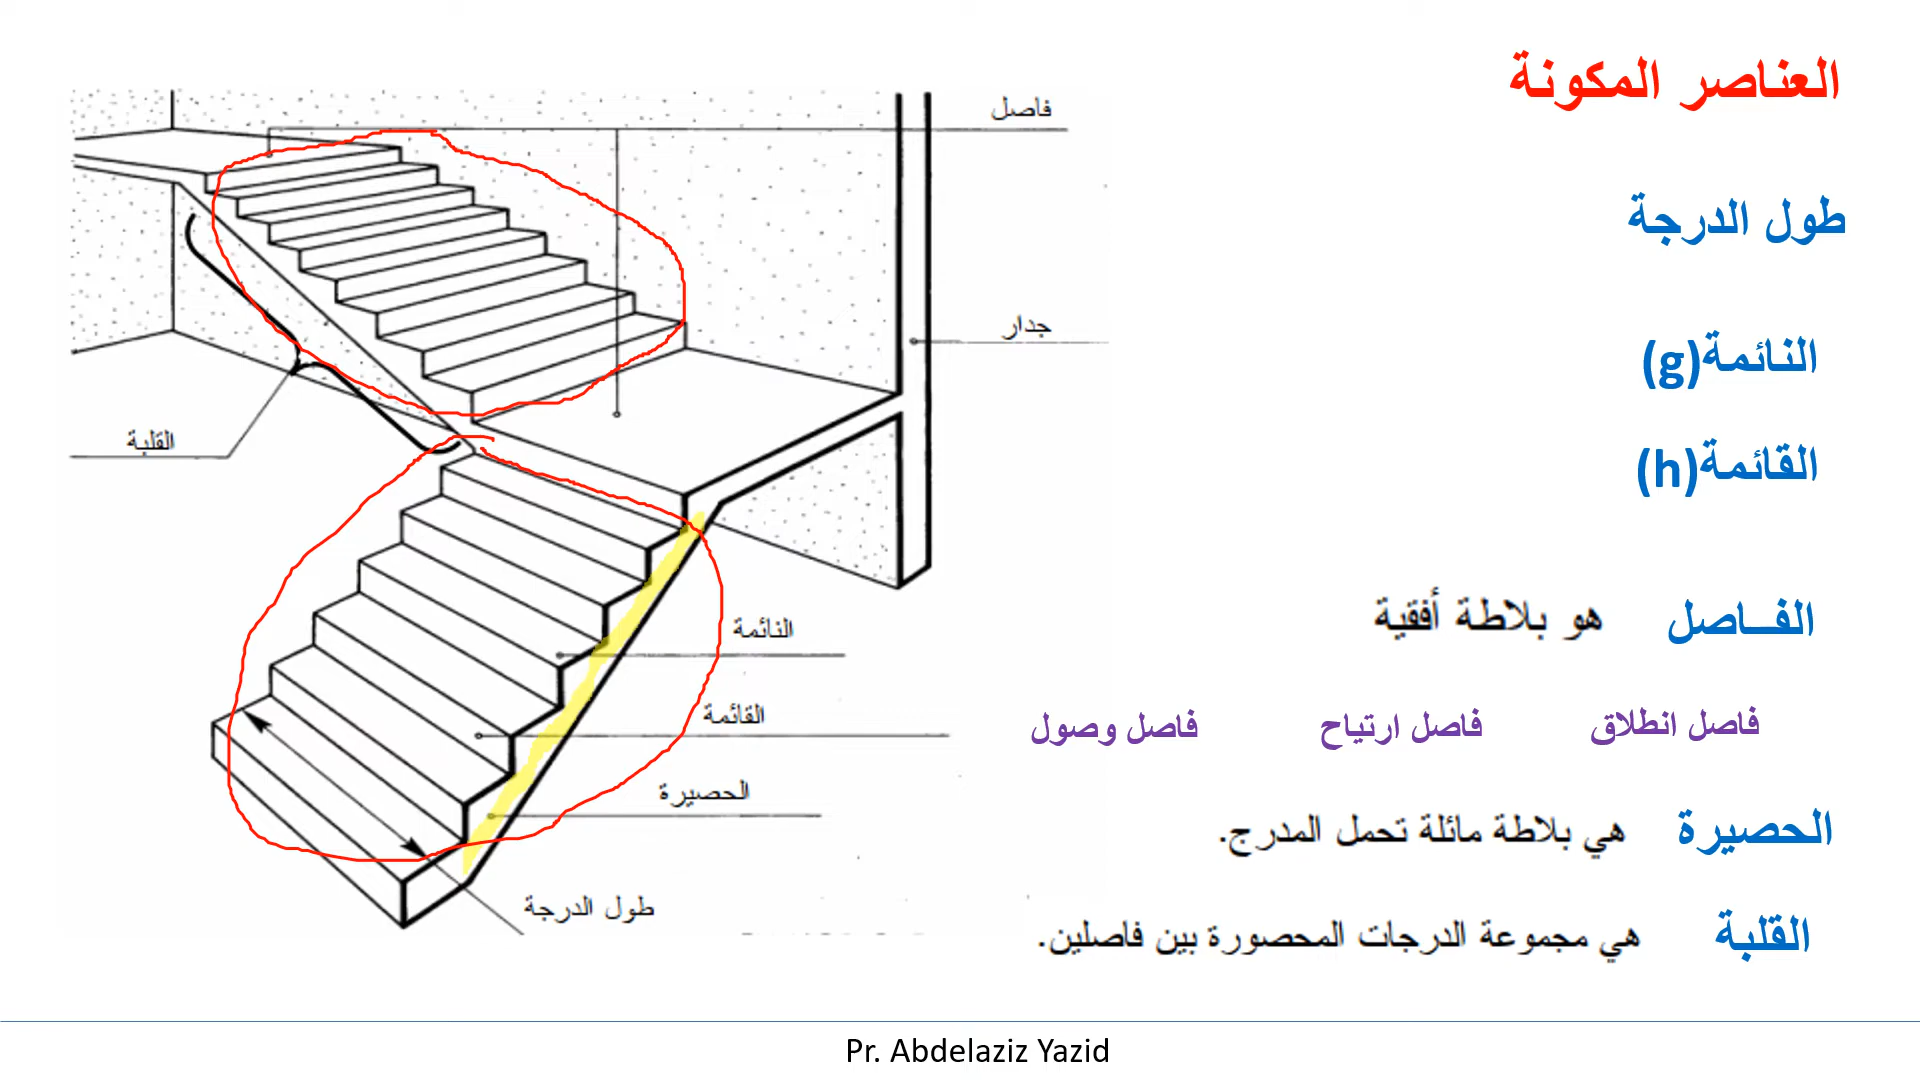 العناصر المكونة
فاصل
طول الدرجة
جدار
النائمة(g)
القلبة
القائمة(h)
الفـــاصل هو بلاطة أفقية
النائمة
القائمة
فاصل انطلاق فاصل ارتياح فاصل وصول
الحصيرة
الحصيرة هي بلاطة مائلة تحمل المدرج.
طول الدرجة
القلبة هي مجموعة الدرجات المحصورة بين فاصلين.
Pr. Abdelaziz Yazid